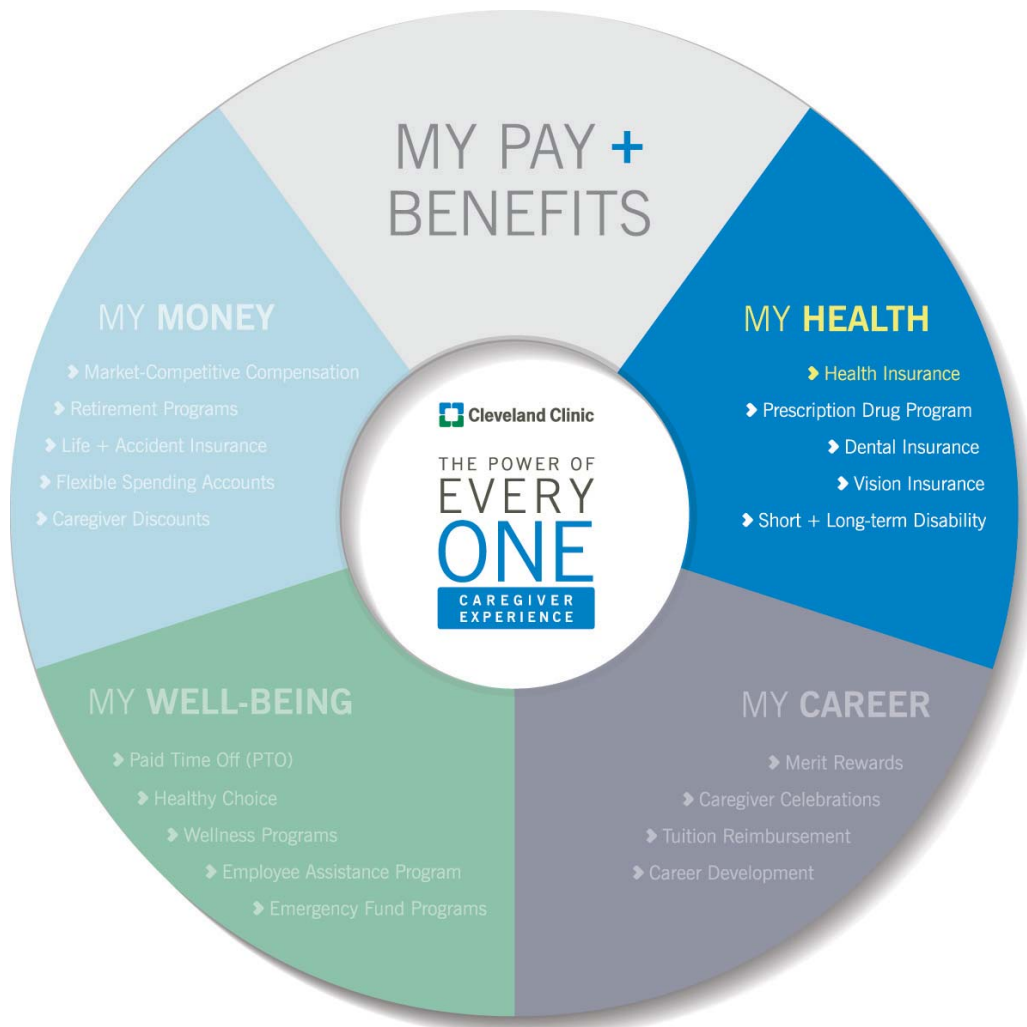 MY PAY +
BENEFITS
MY MONEY
Market-Competitive Compensation
Retirement Programs
Life + Accident Insurance
Flexible Spending Accounts
Caregiver Discounts
MY HEALTH
Health Insurance
Prescription Drug Program
Dental Insurance
Vision Insurance
Short + Long-term Disability
Cleveland Clinic
THE POWER OF
EVERY
ONE
CAREGIVER
EXPERIENCE
MY WELL-BEING
Paid Time Off (PTO)
Healthy Choice
Wellness Programs
Employee Assistance Program
Emergency Fund Programs
MY CAREER
Merit Rewards
Caregiver Celebrations
Tuition Reimbursement
Career Development